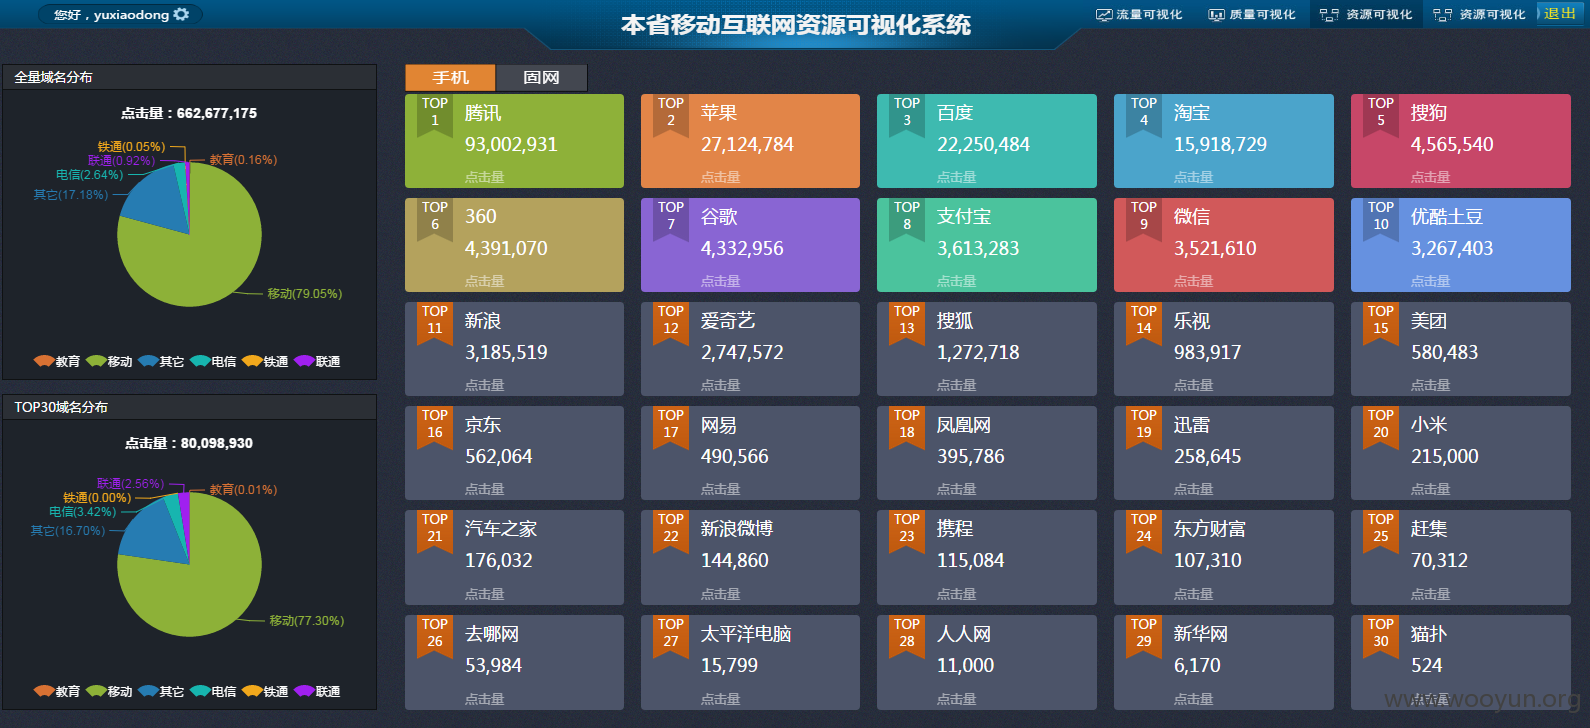 您好，yuxiaodong
本省移动互联网资源可视化系统
流量可视化
质量可视化
资源可视化
资源可视化
退出
全量域名分布
点击量：662,677,175
铁通(0.05%)
联通(0.92%)
教育(0.16%)
电信(2.64%)
其它(17.18%)
移动(79.05%)
教育 移动 其它 电信 铁通 联通
TOP30域名分布
点击量：80,098,930
联通(2.56%)
教育(0.01%)
铁通(0.00%)
电信(3.42%)
其它(16.70%)
移动(77.30%)
教育 移动 其它 电信 铁通 联通
手机
固网
TOP 1
腾讯
93,002,931
点击量
TOP 2
苹果
27,124,784
点击量
TOP 3
百度
22,250,484
点击量
TOP 4
淘宝
15,918,729
点击量
TOP 5
搜狗
4,565,540
点击量
TOP 6
360
4,391,070
点击量
TOP 7
谷歌
4,332,956
点击量
TOP 8
支付宝
3,613,283
点击量
TOP 9
微信
3,521,610
点击量
TOP 10
优酷土豆
3,267,403
点击量
TOP 11
新浪
3,185,519
点击量
TOP 12
爱奇艺
2,747,572
点击量
TOP 13
搜狐
1,272,718
点击量
TOP 14
乐视
983,917
点击量
TOP 15
美团
580,483
点击量
TOP 16
京东
562,064
点击量
TOP 17
网易
490,566
点击量
TOP 18
凤凰网
395,786
点击量
TOP 19
迅雷
258,645
点击量
TOP 20
小米
215,000
点击量
TOP 21
汽车之家
176,032
点击量
TOP 22
新浪微博
144,860
点击量
TOP 23
携程
115,084
点击量
TOP 24
东方财富
107,310
点击量
TOP 25
赶集
70,312
点击量
TOP 26
去哪网
53,984
点击量
TOP 27
太平洋电脑
15,799
点击量
TOP 28
人人网
11,000
点击量
TOP 29
新华网
6,170
点击量
TOP 30
猫扑
524
点击量
www.wooyun.org